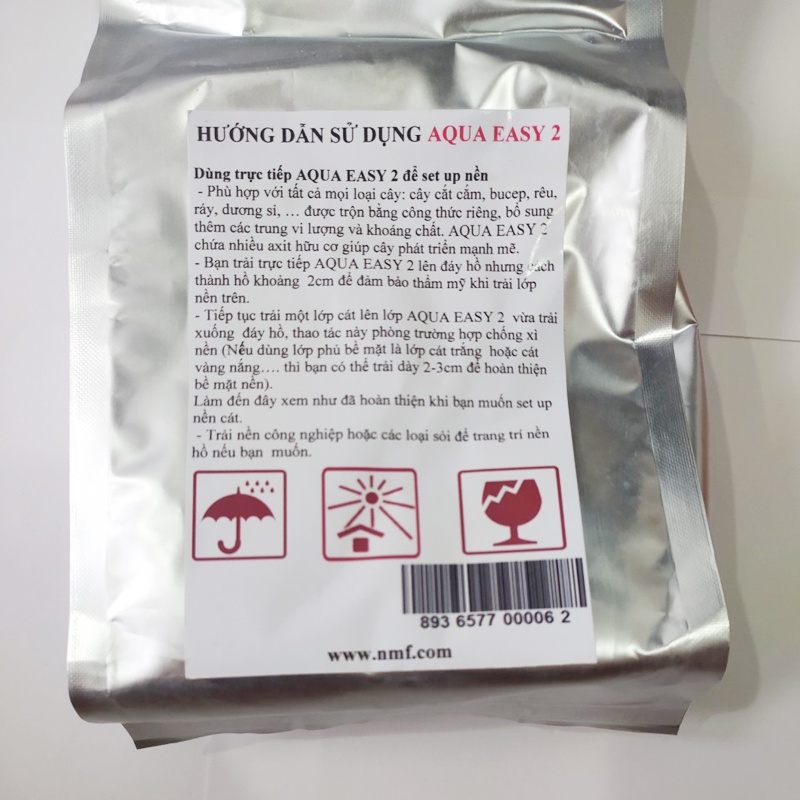 HƯỚNG DẪN SỬ DỤNG AQUA EASY 2
Dùng trực tiếp AQUA EASY 2 để set up nền
- Phù hợp với tất cả mọi loại cây: cây cắt cắm, bucep, rêu,
ráy, dương sỉ, … được trộn bằng công thức riêng, bổ sung
thêm các trung vi lượng và khoáng chất. AQUA EASY 2
chứa nhiều axit hữu cơ giúp cây phát triển mạnh mẽ.
- Bạn trải trực tiếp AQUA EASY 2 lên đáy hồ nhưng cách
thành hồ khoảng 2cm để đảm bảo thẩm mỹ khi trải lớp
nền trên.
- Tiếp tục trải một lớp cát lên lớp AQUA EASY 2 vừa trải
xuống đáy hồ, thao tác này phòng trường hợp chống xì
nền (Nếu dùng lớp phủ bề mặt là lớp cát trắng hoặc cát
vàng nắng…. thì bạn có thể trải dày 2-3cm để hoàn thiện
bề mặt nền).
Làm đến đây xem như đã hoàn thiện khi bạn muốn set up
nền cát.
- Trải nền công nghiệp hoặc các loại sỏi để trang trí nền
hồ nếu bạn muốn.
893 6577 00006 2
www.nmf.com